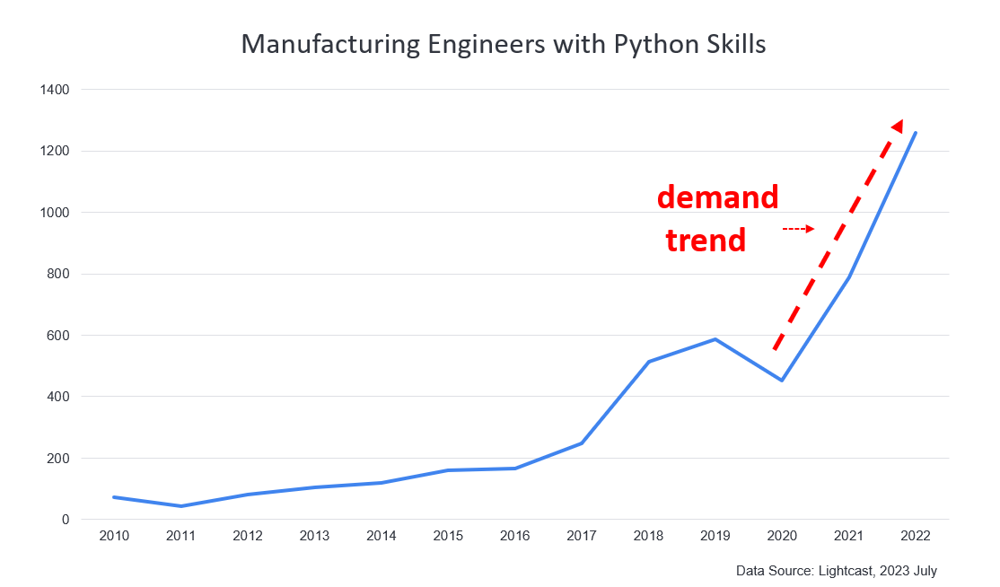 Manufacturing Engineers with Python Skills
1400
1200
1000
800
600
400
200
0
demand
trend
2010 2011 2012 2013 2014 2015 2016 2017 2018 2019 2020 2021 2022
Data Source: Lightcast, 2023 July